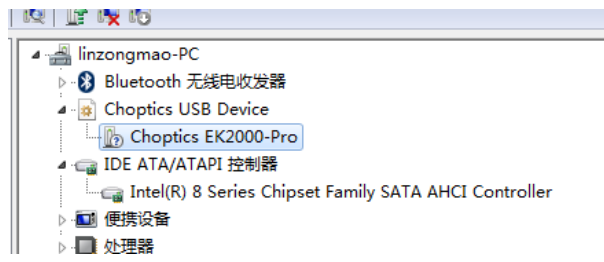 linzongmao-PC
Bluetooth 无线电收发器
Choptics USB Device
Choptics EK2000-Pro
IDE ATA/ATAPI 控制器
Intel(R) 8 Series Chipset Family SATA AHCI Controller
便携设备
处理器